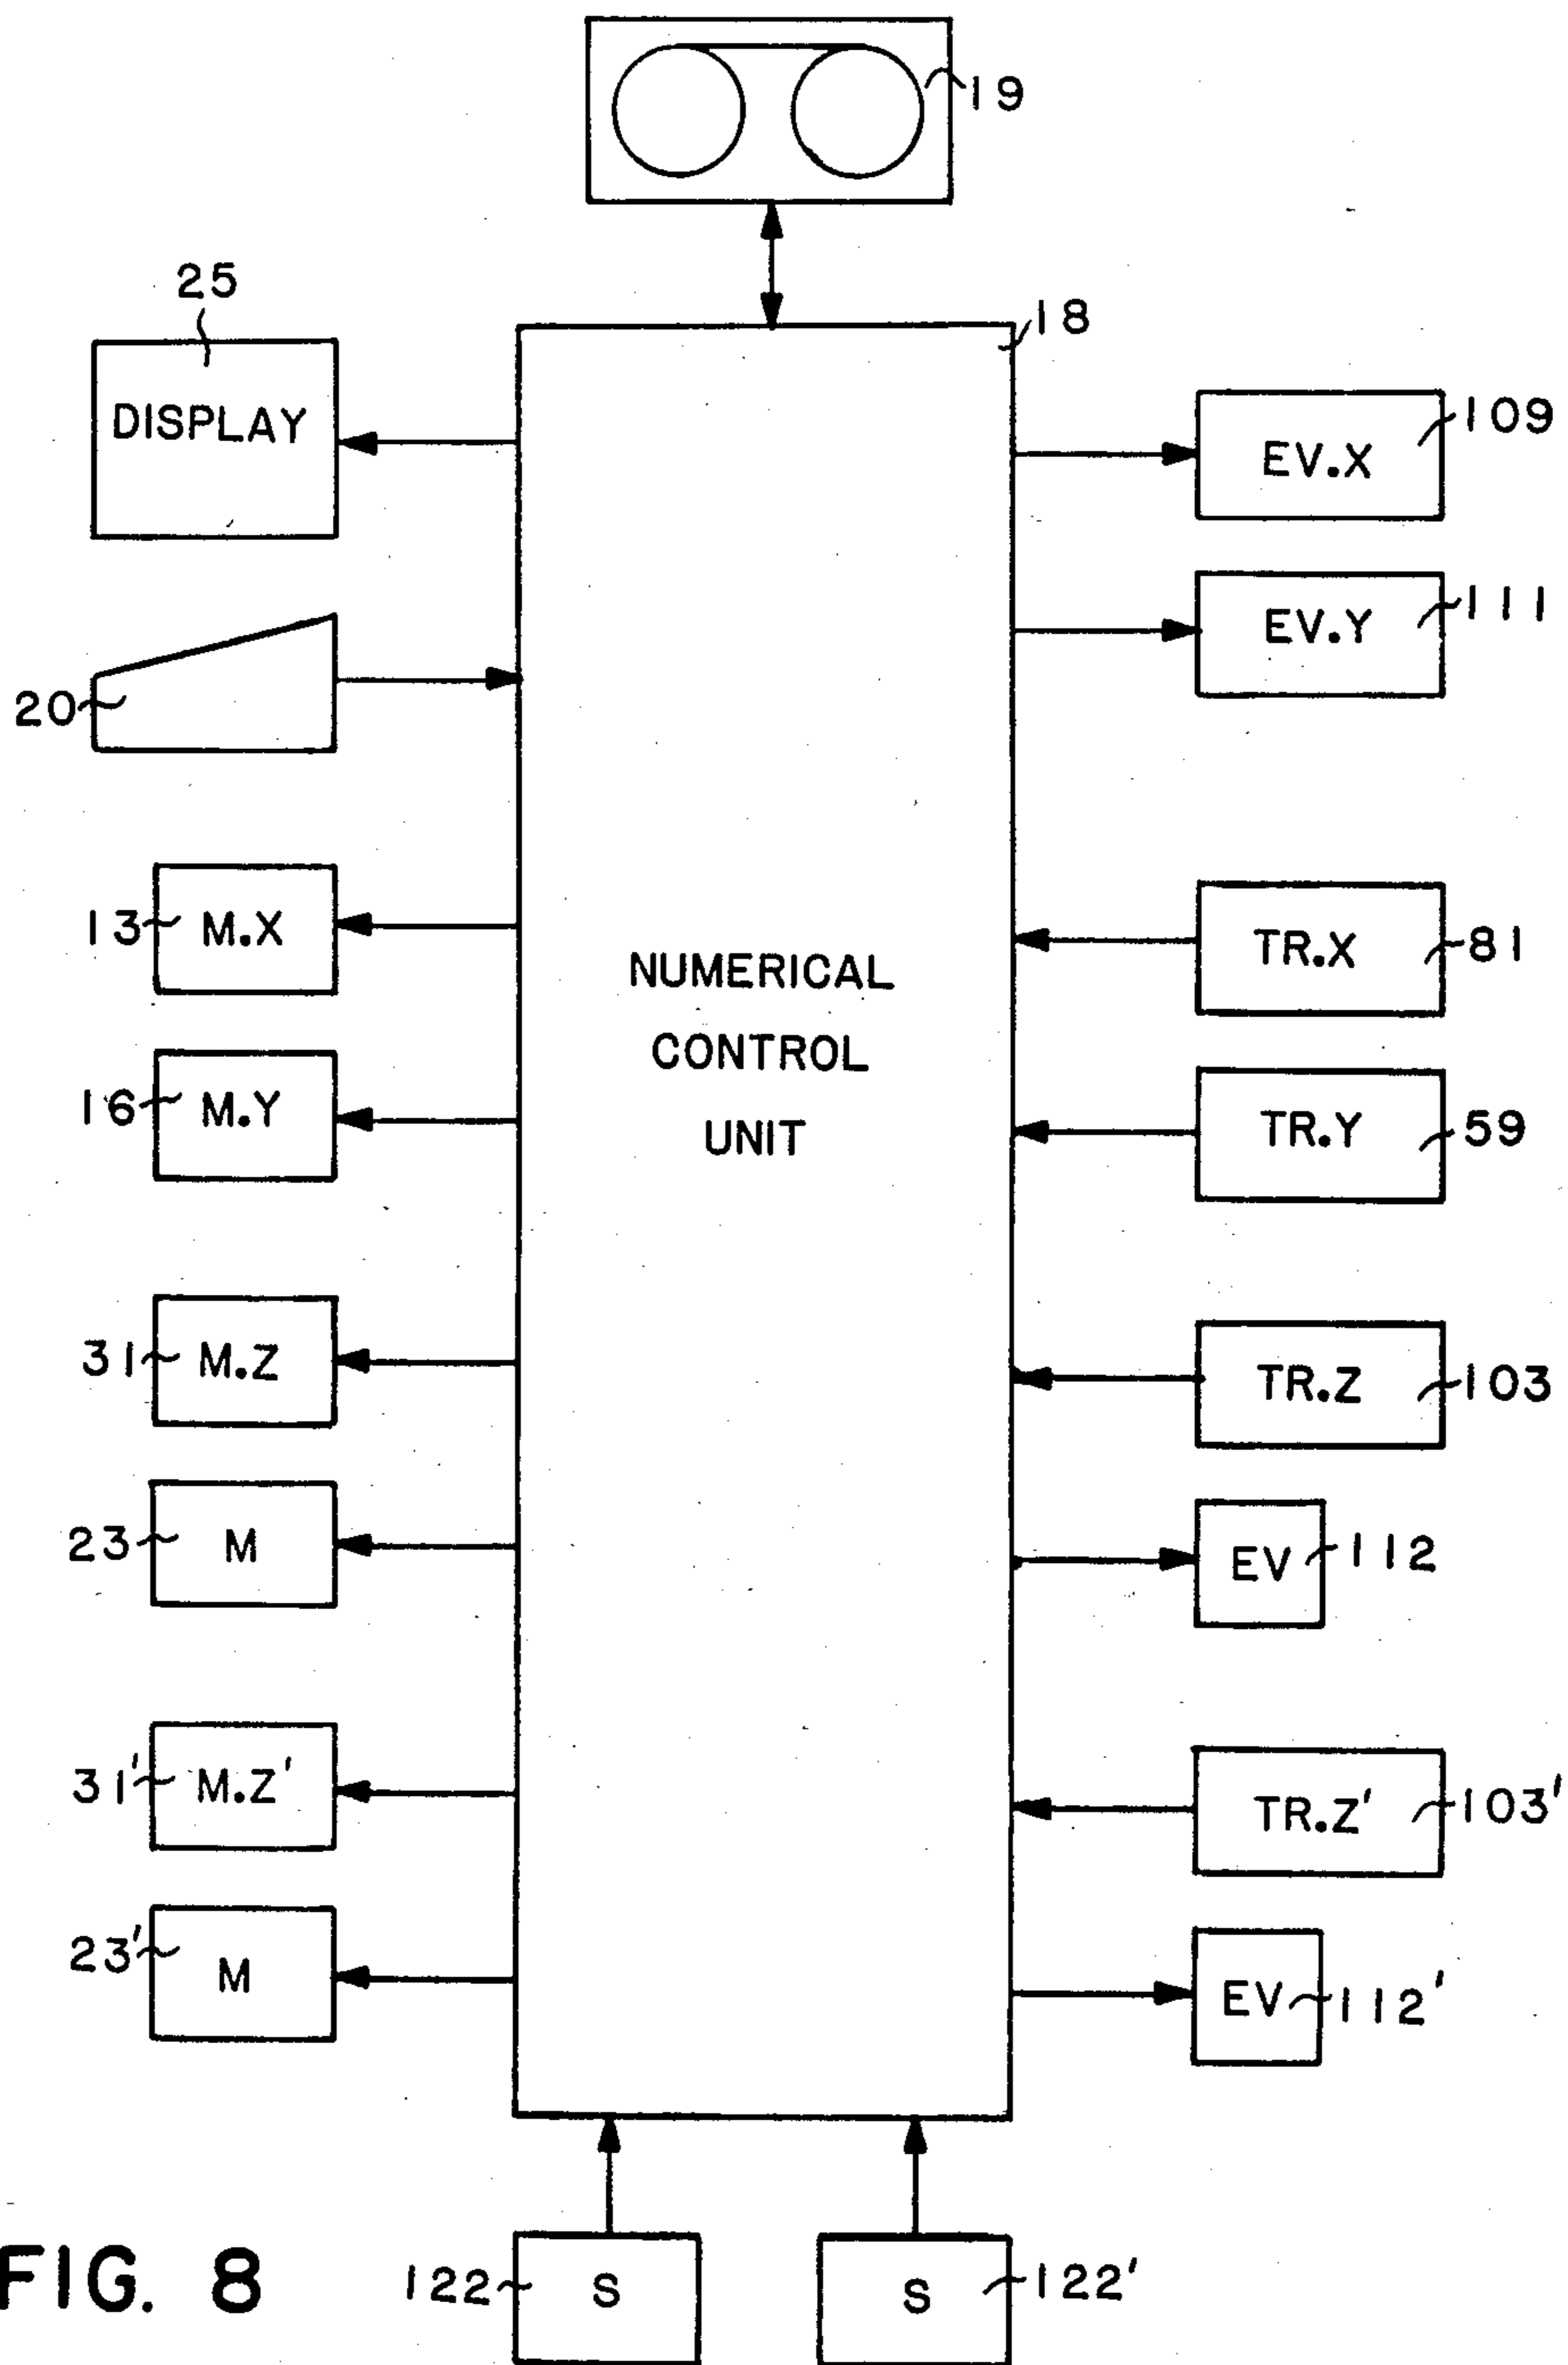 19
25
18
DISPLAY
EV.X
109
EV.Y
111
20
13
M.X
NUMERICAL
CONTROL
UNIT
TR.X
81
16
M.Y
TR.Y
59
31
M.Z
TR.Z
103
23
M
EV
112
31'
M.Z'
TR.Z'
103'
23'
M
EV
112'
FIG. 8
122
S
S
122'